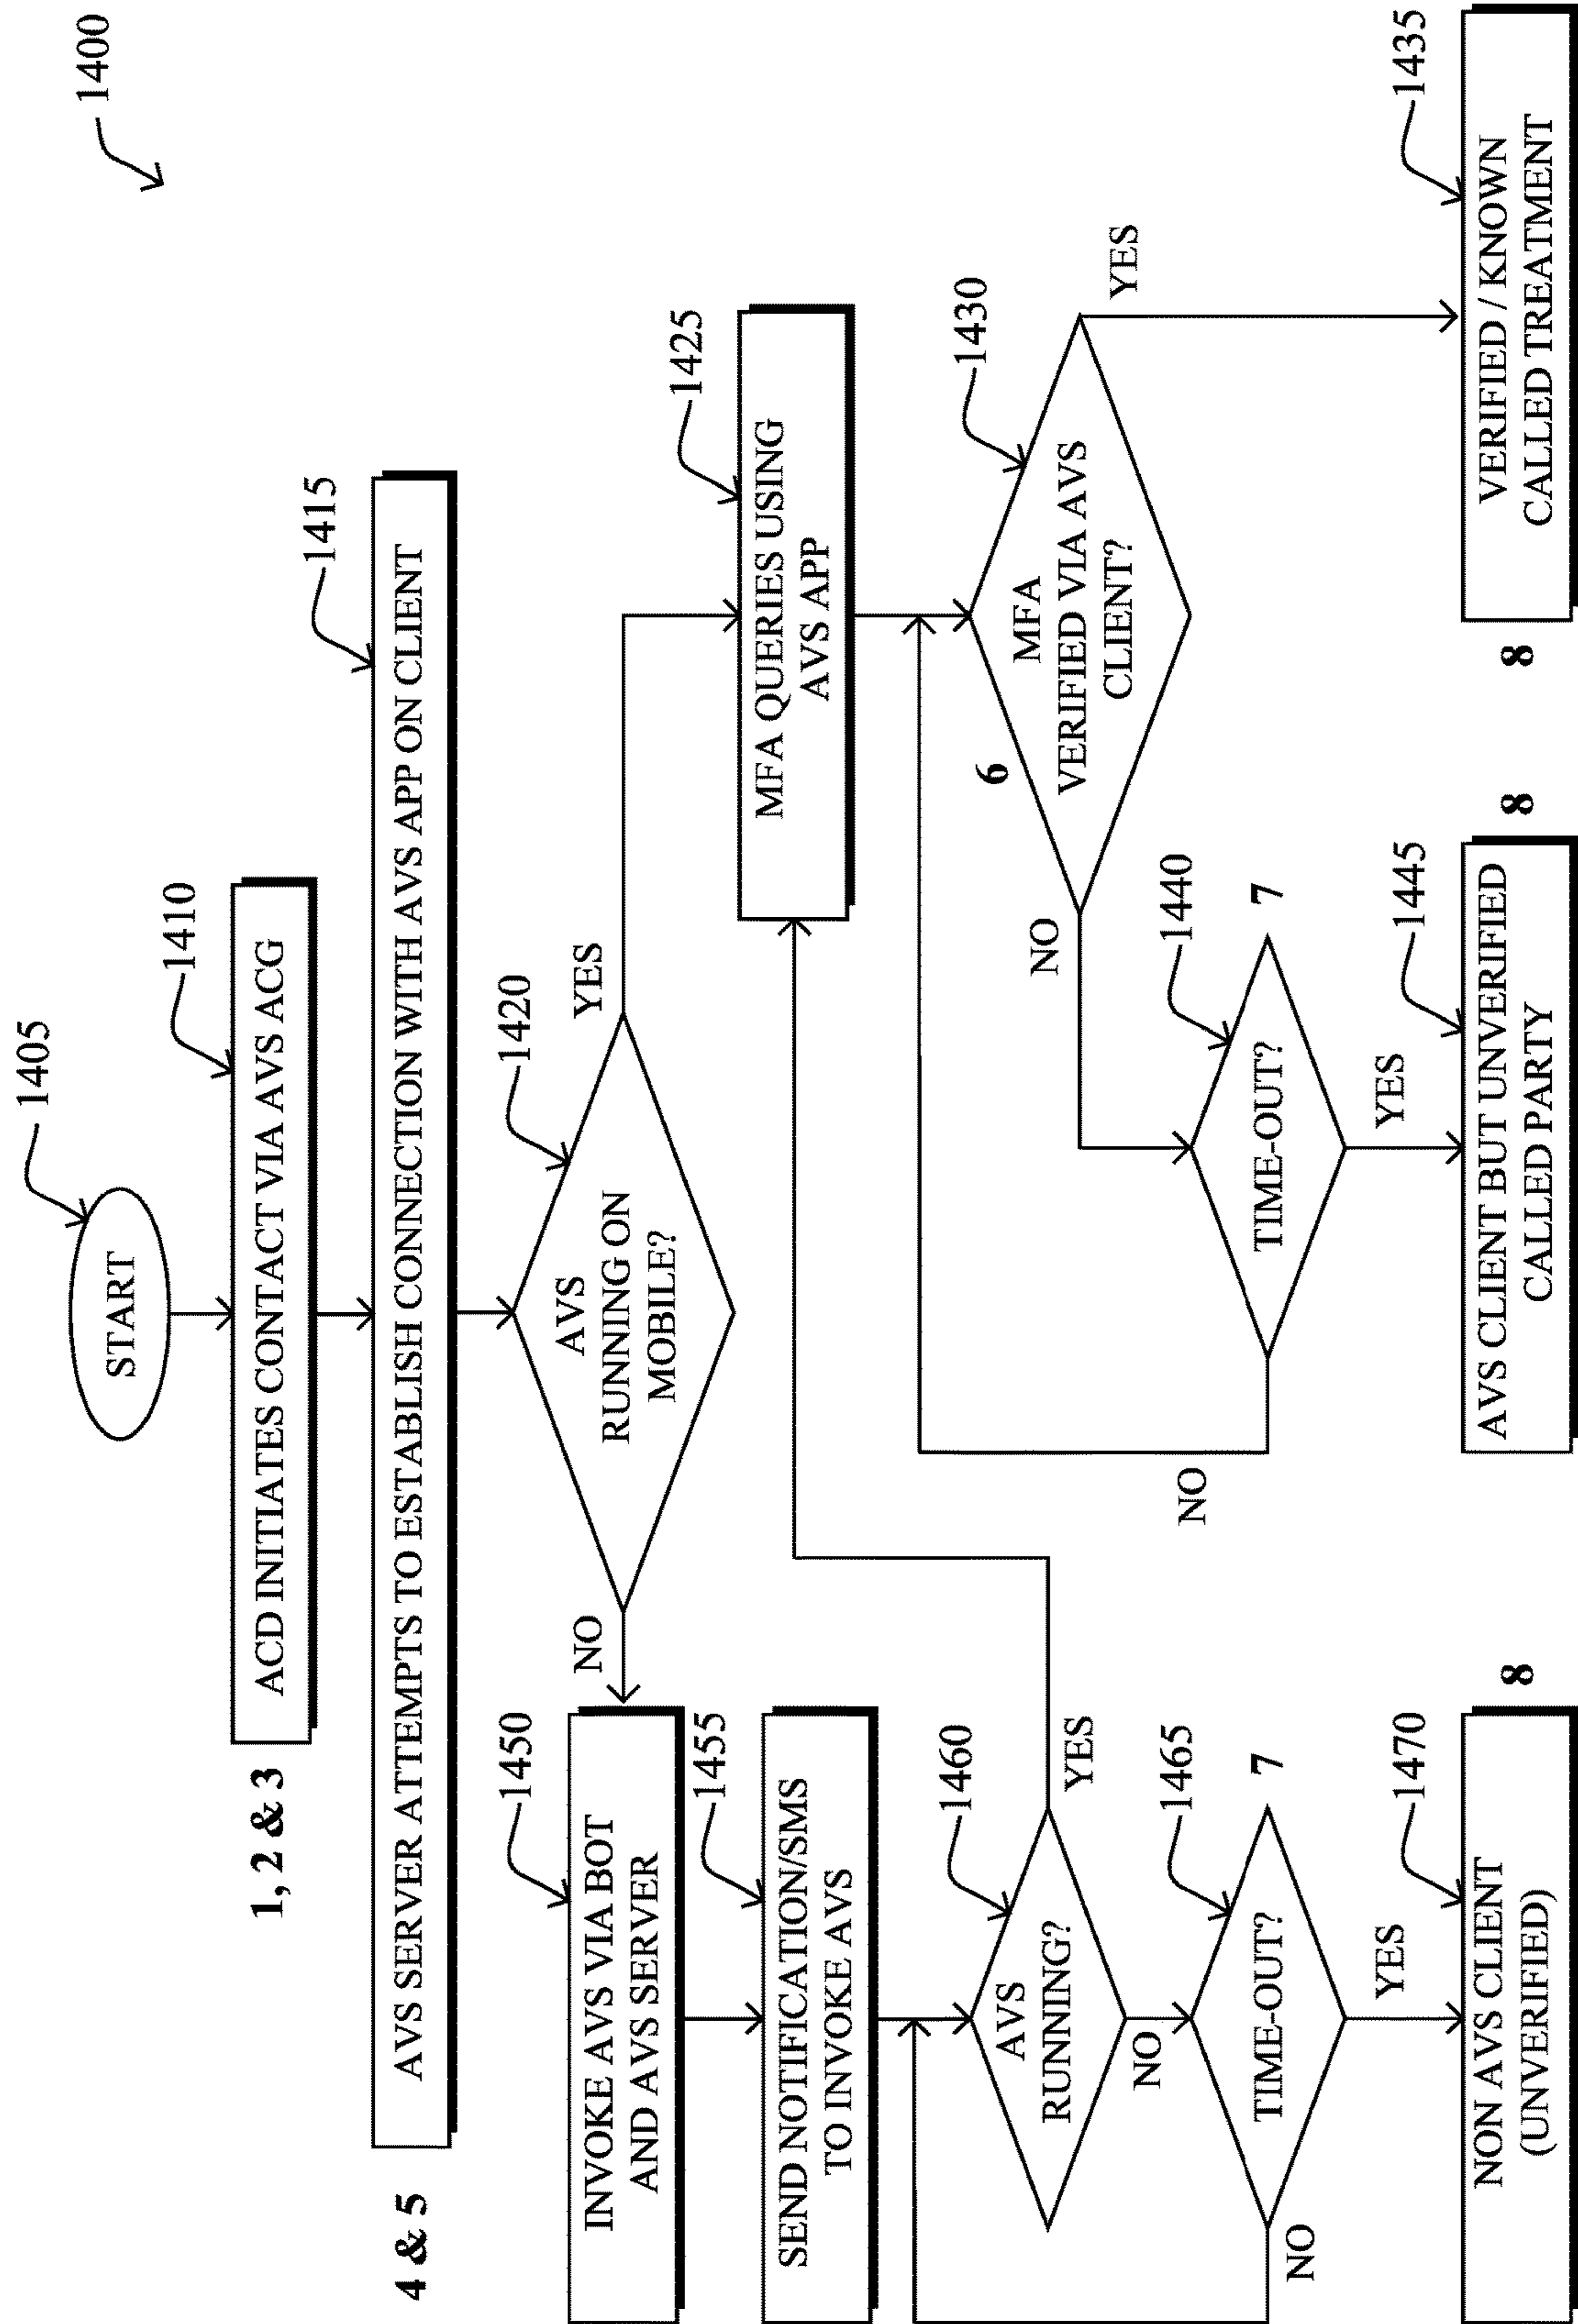 1400
1405
START
1410
ACD INITIATES CONTACT VIA AVS ACG
1, 2 & 3
1415
AVS SERVER ATTEMPTS TO ESTABLISH CONNECTION WITH AVS APP ON CLIENT
4 & 5
1420
AVS
RUNNING ON
MOBILE?
NO
YES
1450
INVOKE AVS VIA BOT
AND AVS SERVER
1425
MFA QUERIES USING
AVS APP
1455
SEND NOTIFICATION/SMS
TO INVOKE AVS
1460
AVS
RUNNING?
YES
NO
1430
MFA
VERIFIED VIA AVS
CLIENT?
6
NO
YES
1465
TIME-OUT?
7
NO
YES
1440
TIME-OUT?
7
NO
YES
1470
NON AVS CLIENT
(UNVERIFIED)
8
1445
AVS CLIENT BUT UNVERIFIED
CALLED PARTY
8
1435
VERIFIED / KNOWN
CALLED TREATMENT
8